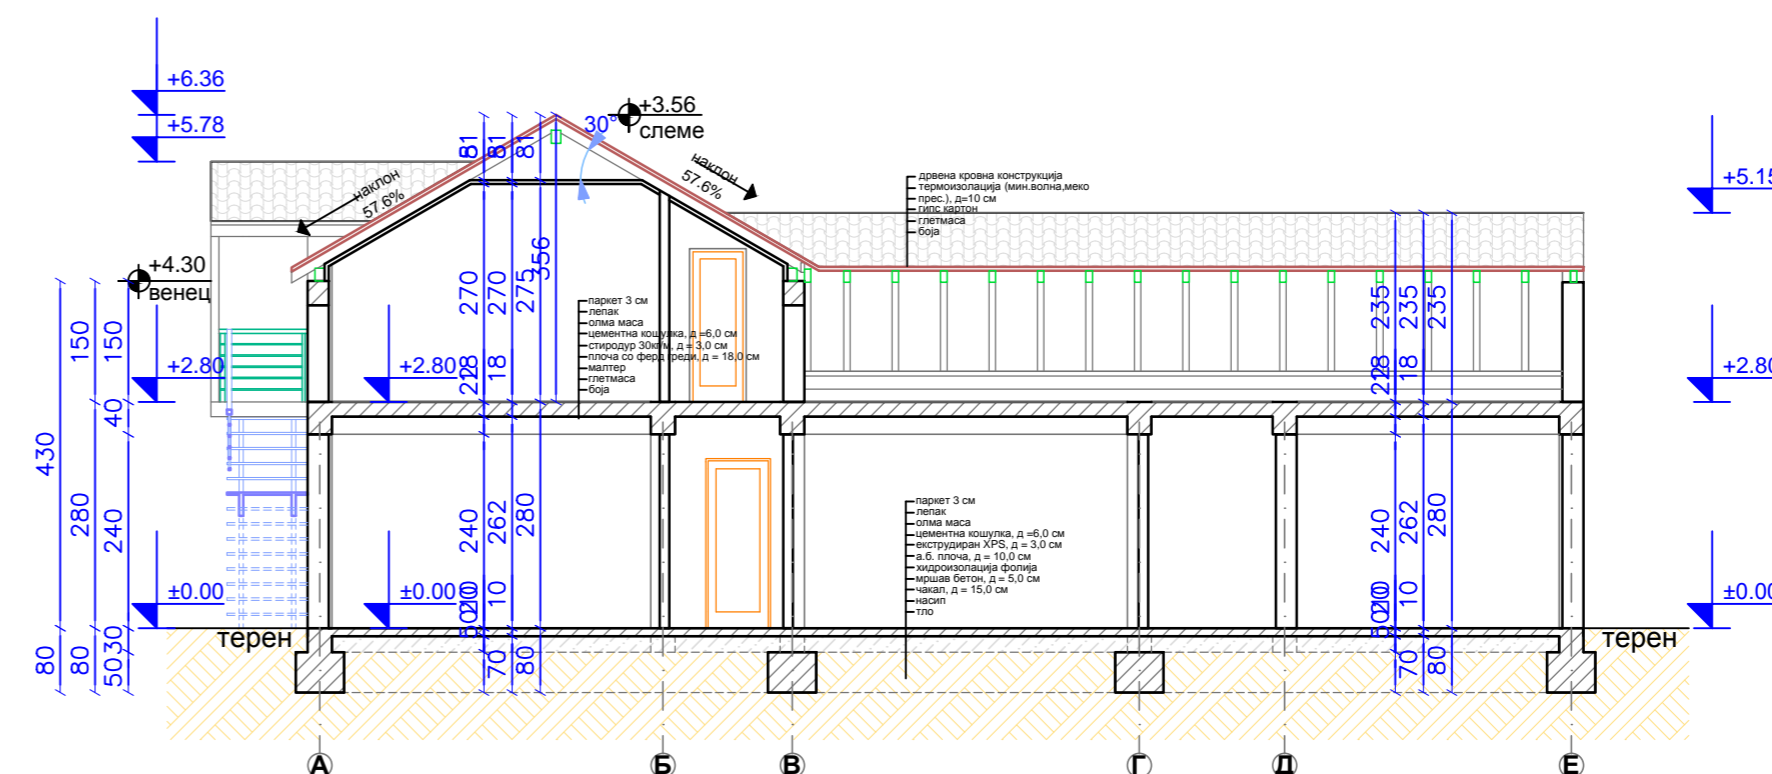 +6.36
+5.78
+3.56
слеме
30°
наклон
57.6%
наклон
57.6%
+4.30
венец
+5.15
дрвена кровна конструкција
термоизолација (мин.волна,меко
прес.), д=10 см
гипс картон
глетмаса
боја
81
81
81
356
270
270
275
235
235
235
паркет 3 см
лепак
олма маса
цементна кошулка, д =6,0 см
стиродур 30кг/м, д = 3,0 см
плоча со ферд греди, д = 18,0 см
малтер
глетмаса
боја
150
150
+2.80
+2.80
+2.80
18
18
40
430
280
240
240
262
280
240
262
280
паркет 3 см
лепак
олма маса
цементна кошулка, д =6,0 см
екструдиран XPS, д = 3,0 см
а.б. плоча, д = 10,0 см
хидроизолација фолија
мршав бетон, д = 5,0 см
чакал, д = 15,0 см
насип
тло
±0.00
±0.00
±0.00
10
10
терен
терен
80
80
50
30
70
80
70
80
А
Б
В
Г
Д
Е